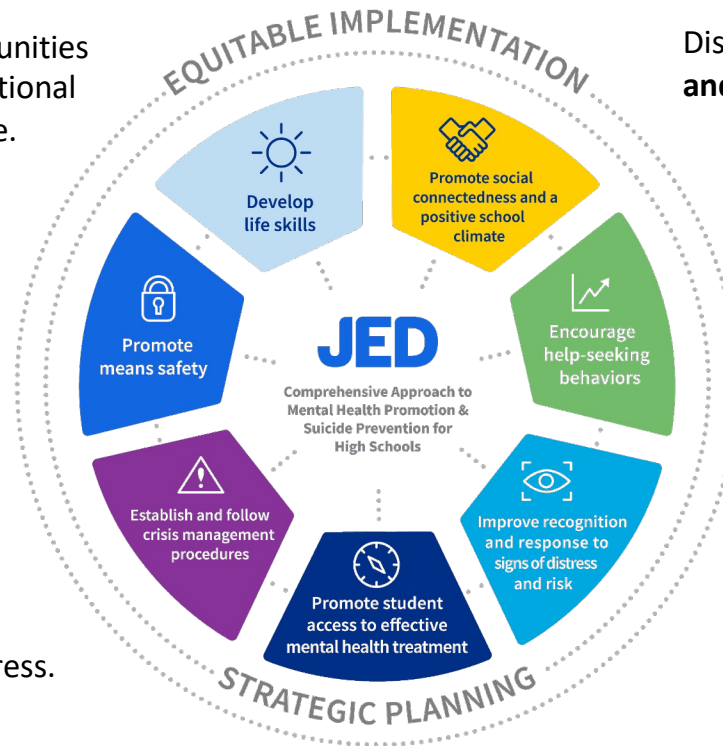 unities
tional
e.
Dis
and
EQUITABLE IMPLEMENTATION
Develop
life skills
Promote social
connectedness and a
positive school
climate
Encourage
help-seeking
behaviors
Improve recognition
and response to
signs of distress
and risk
Promote student
access to effective
mental health treatment
Establish and follow
crisis management
procedures
Promote
means safety
JED
Comprehensive Approach to
Mental Health Promotion &
Suicide Prevention for
High Schools
ress.
STRATEGIC PLANNING